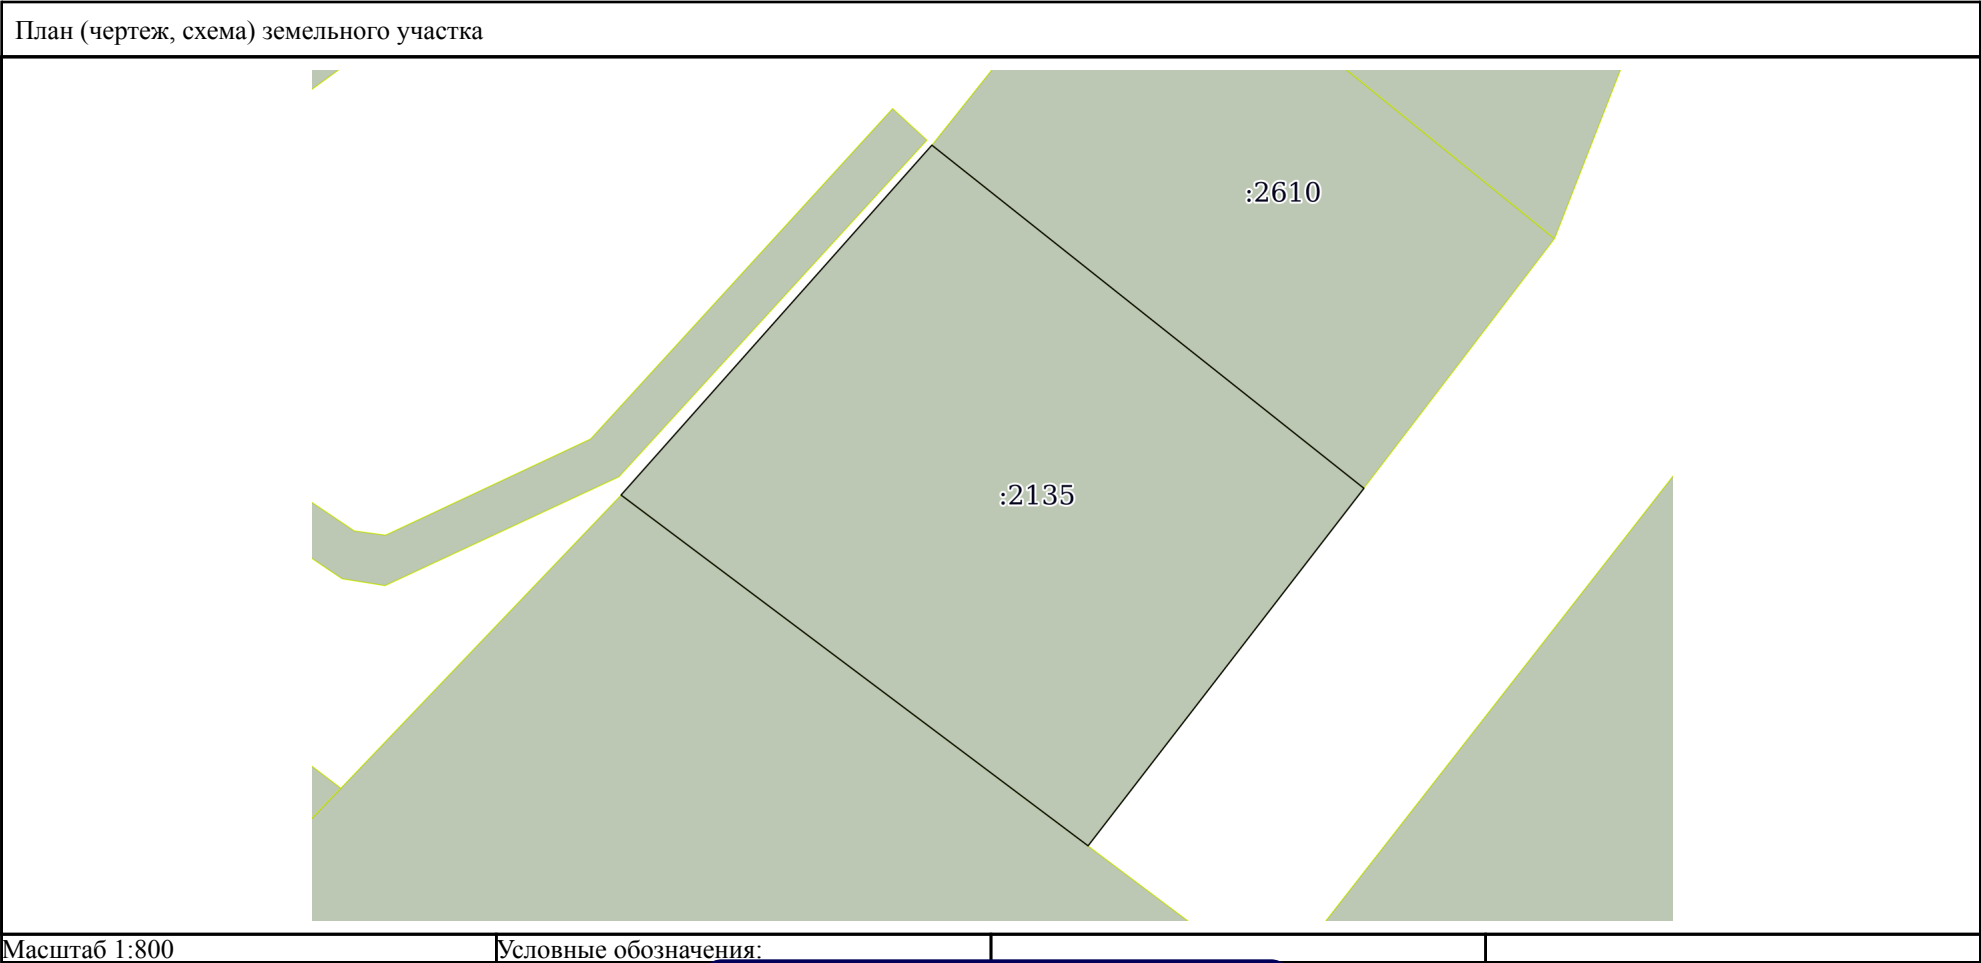 План (чертеж, схема) земельного участка
:2610
:2135
Масштаб 1:800
Условные обозначения: